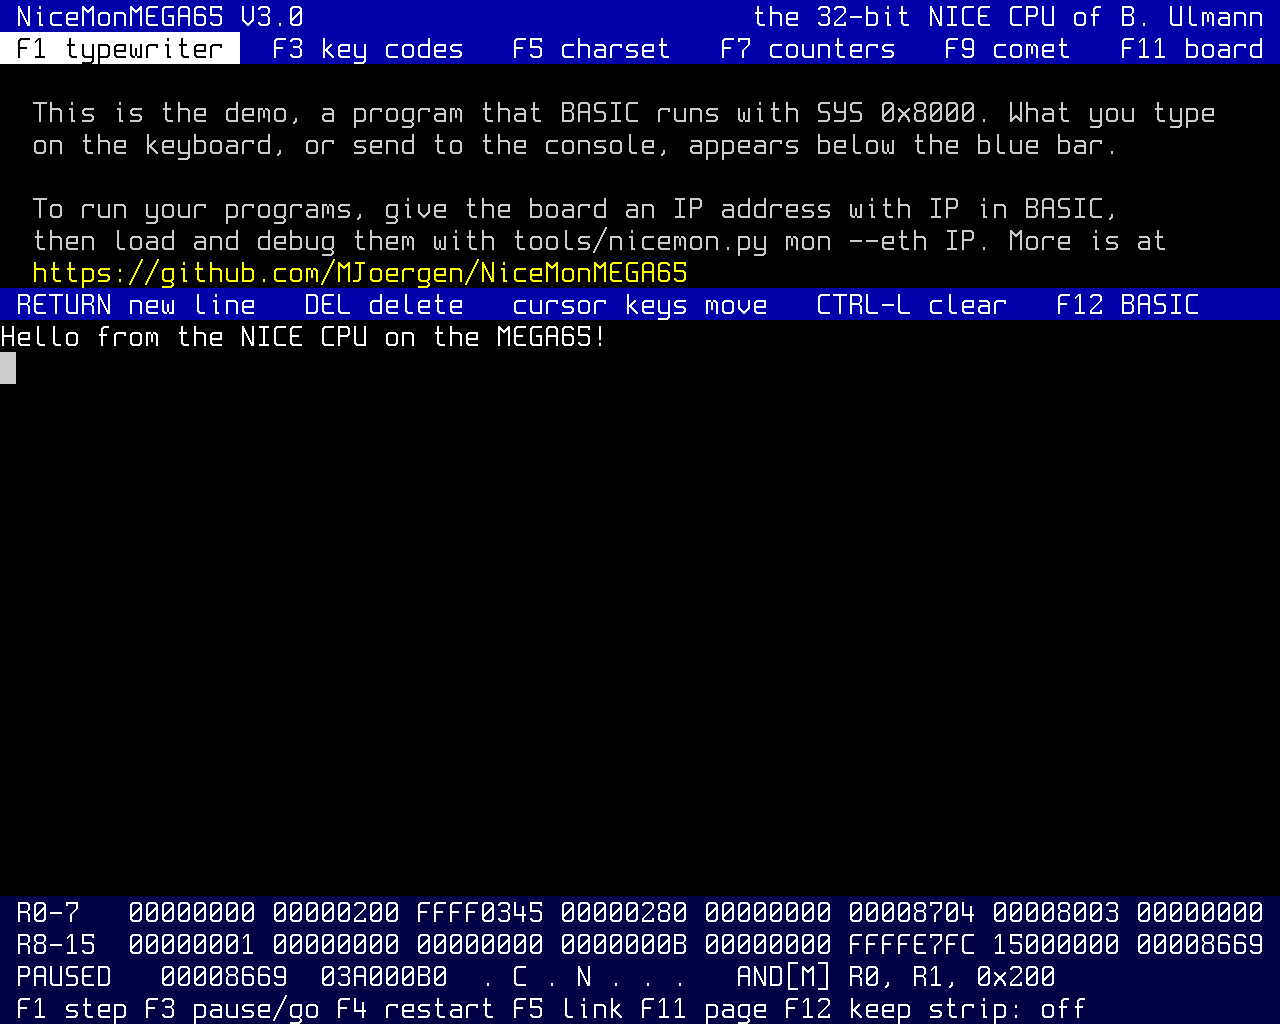 NiceMonMEGA65 V3.0 the 32-bit NICE CPU of B. Ulmann
F1 typewriter F3 key codes F5 charset F7 counters F9 comet F11 board
This is the demo, a program that BASIC runs with SYS 0x8000. What you type
on the keyboard, or send to the console, appears below the blue bar.
To run your programs, give the board an IP address with IP in BASIC,
then load and debug them with tools/nicemon.py mon --eth IP. More is at
https://github.com/MJoergen/NiceMonMEGA65
RETURN new line DEL delete cursor keys move CTRL-L clear F12 BASIC
Hello from the NICE CPU on the MEGA65!
R0-7 00000000 00000200 FFFF0345 00000280 00000000 00008704 00008003 00000000
R8-15 00000001 00000000 00000000 0000000B 00000000 FFFFE7FC 15000000 00008669
PAUSED 00008669 03A000B0 . C . N . . . AND[M] R0, R1, 0x200
F1 step F3 pause/go F4 restart F5 link F11 page F12 keep strip: off